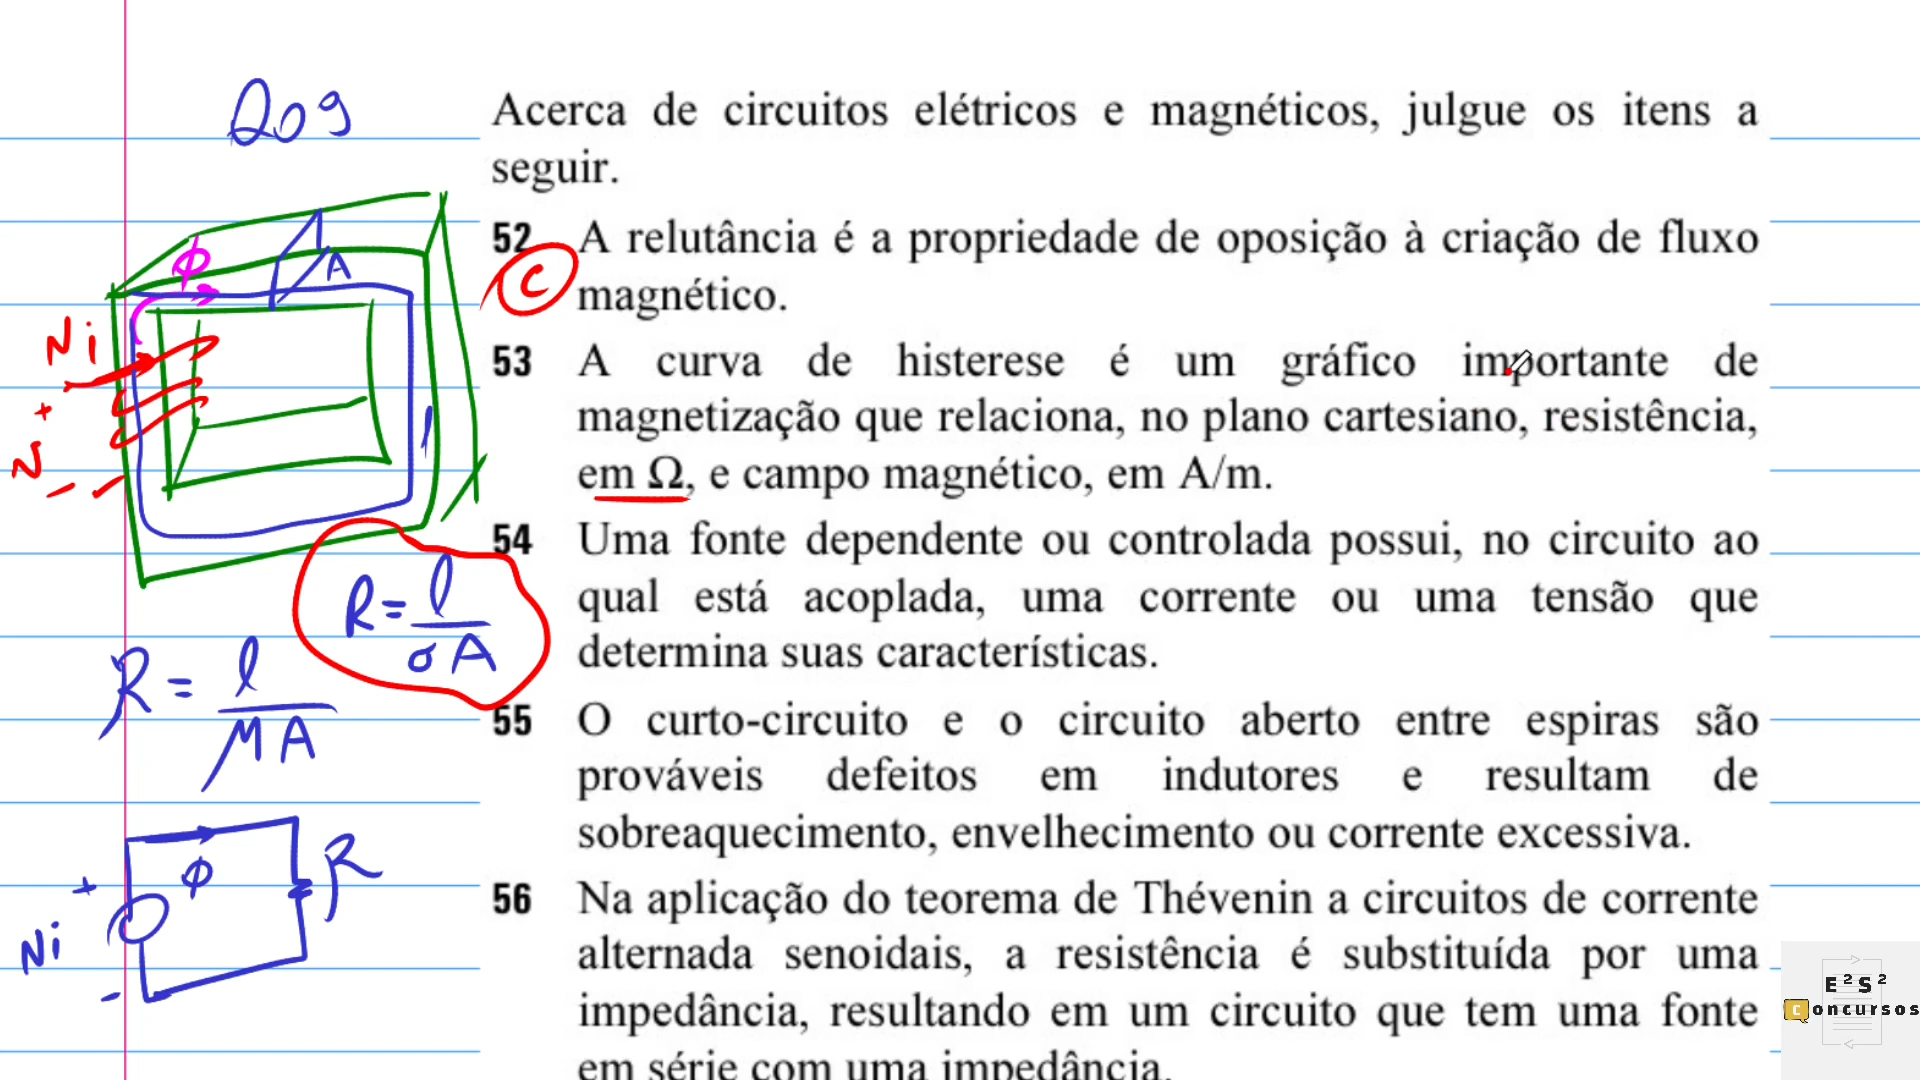 Q09
Acerca de circuitos elétricos e magnéticos, julgue os itens a
seguir.
52 A relutância é a propriedade de oposição à criação de fluxo
magnético.
C
53 A curva de histerese é um gráfico importante de
magnetização que relaciona, no plano cartesiano, resistência,
em Ω, e campo magnético, em A/m.
54 Uma fonte dependente ou controlada possui, no circuito ao
qual está acoplada, uma corrente ou uma tensão que
determina suas características.
55 O curto-circuito e o circuito aberto entre espiras são
prováveis defeitos em indutores e resultam de
sobreaquecimento, envelhecimento ou corrente excessiva.
56 Na aplicação do teorema de Thévenin a circuitos de corrente
alternada senoidais, a resistência é substituída por uma
impedância, resultando em um circuito que tem uma fonte
em série com uma impedância.
ϕ
A
Ni
+
N
-
l
R = l / σA
R = l / μA
+
Ni
-
ϕ
R
E²S²
Concursos